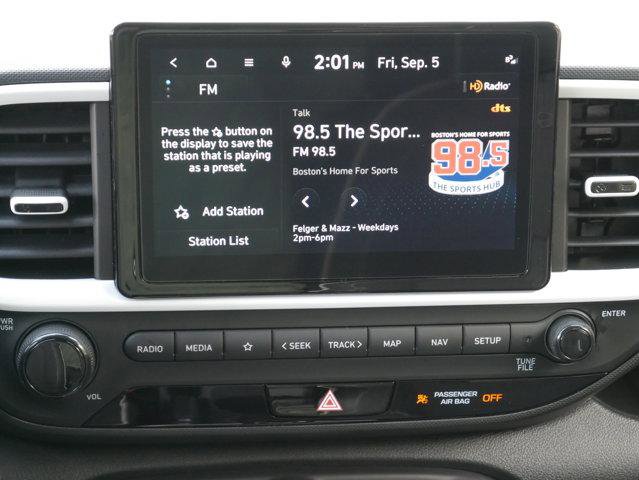 2:01 PM Fri, Sep. 5
FM
HD Radio
dts
Press the ☆ button on
the display to save the
station that is playing
as a preset.
Add Station
Station List
Talk
98.5 The Spor...
FM 98.5
Boston's Home For Sports
Felger & Mazz - Weekdays
2pm-6pm
BOSTON'S HOME FOR SPORTS
98.5
THE SPORTS HUB
PWR
PUSH
VOL
RADIO
MEDIA
< SEEK
TRACK >
MAP
NAV
SETUP
ENTER
TUNE
FILE
PASSENGER
AIR BAG
OFF